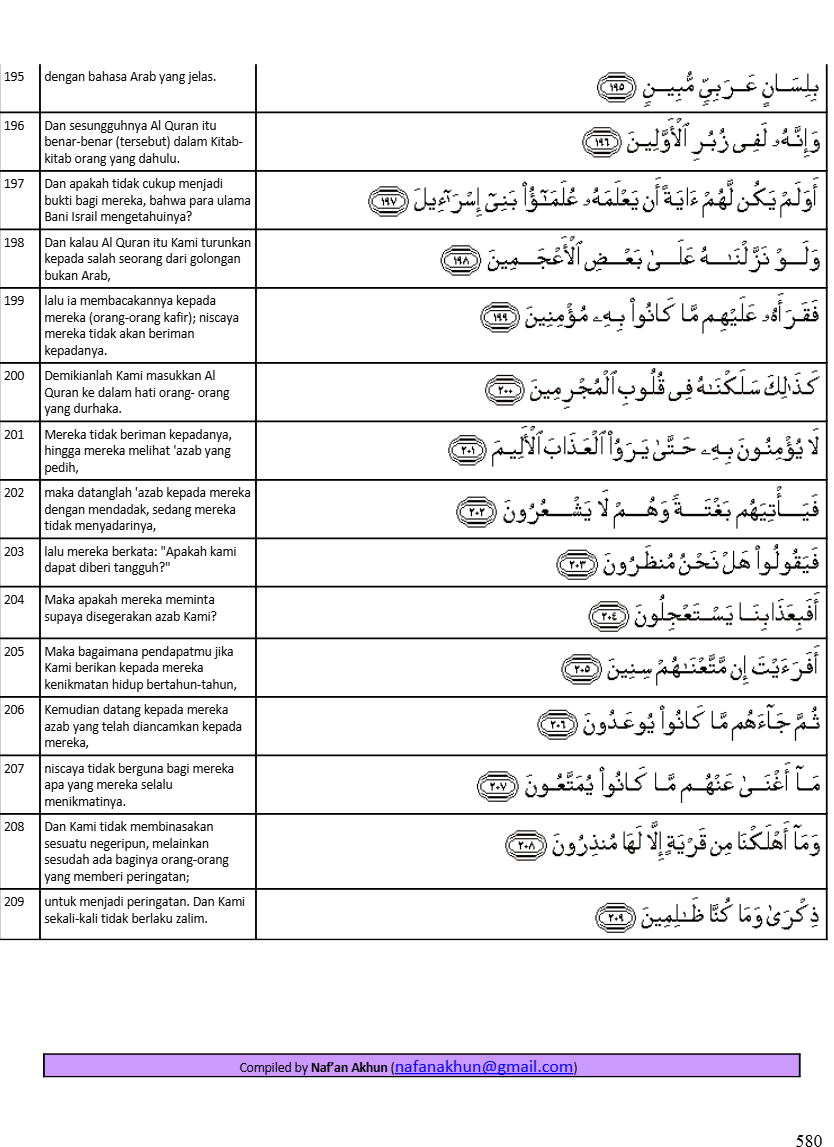 195
dengan bahasa Arab yang jelas.
بِلِسَانٍ عَرَبِيٍّ مُّبِينٍ ١٩٥
196
Dan sesungguhnya Al Quran itu
benar-benar (tersebut) dalam Kitab-
kitab orang yang dahulu.
وَإِنَّهُۥ لَفِى زُبُرِ ٱلْأَوَّلِينَ ١٩٦
197
Dan apakah tidak cukup menjadi
bukti bagi mereka, bahwa para ulama
Bani Israil mengetahuinya?
أَوَلَمْ يَكُن لَّهُمْ ءَايَةً أَن يَعْلَمَهُۥ عُلَمَـٰٓؤُا۟ بَنِىٓ إِسْرَٰٓءِيلَ ١٩٧
198
Dan kalau Al Quran itu Kami turunkan
kepada salah seorang dari golongan
bukan Arab,
وَلَوْ نَزَّلْنَـٰهُ عَلَىٰ بَعْضِ ٱلْأَعْجَمِينَ ١٩٨
199
lalu ia membacakannya kepada
mereka (orang-orang kafir); niscaya
mereka tidak akan beriman
kepadanya.
فَقَرَأَهُۥ عَلَيْهِم مَّا كَانُوا۟ بِهِۦ مُؤْمِنِينَ ١٩٩
200
Demikianlah Kami masukkan Al
Quran ke dalam hati orang- orang
yang durhaka.
كَذَٰلِكَ سَلَكْنَـٰهُ فِى قُلُوبِ ٱلْمُجْرِمِينَ ٢٠٠
201
Mereka tidak beriman kepadanya,
hingga mereka melihat 'azab yang
pedih,
لَا يُؤْمِنُونَ بِهِۦ حَتَّىٰ يَرَوُا۟ ٱلْعَذَابَ ٱلْأَلِيمَ ٢٠١
202
maka datanglah 'azab kepada mereka
dengan mendadak, sedang mereka
tidak menyadarinya,
فَيَأْتِيَهُم بَغْتَةً وَهُمْ لَا يَشْعُرُونَ ٢٠٢
203
lalu mereka berkata: "Apakah kami
dapat diberi tangguh?"
فَيَقُولُوا۟ هَلْ نَحْنُ مُنظَرُونَ ٢٠٣
204
Maka apakah mereka meminta
supaya disegerakan azab Kami?
أَفَبِعَذَابِنَا يَسْتَعْجِلُونَ ٢٠٤
205
Maka bagaimana pendapatmu jika
Kami berikan kepada mereka
kenikmatan hidup bertahun-tahun,
أَفَرَءَيْتَ إِن مَّتَّعْنَـٰهُمْ سِنِينَ ٢٠٥
206
Kemudian datang kepada mereka
azab yang telah diancamkan kepada
mereka,
ثُمَّ جَآءَهُم مَّا كَانُوا۟ يُوعَدُونَ ٢٠٦
207
niscaya tidak berguna bagi mereka
apa yang mereka selalu
menikmatinya.
مَآ أَغْنَىٰ عَنْهُم مَّا كَانُوا۟ يُمَتَّعُونَ ٢٠٧
208
Dan Kami tidak membinasakan
sesuatu negeripun, melainkan
sesudah ada baginya orang-orang
yang memberi peringatan;
وَمَآ أَهْلَكْنَا مِن قَرْيَةٍ إِلَّا لَهَا مُنذِرُونَ ٢٠٨
209
untuk menjadi peringatan. Dan Kami
sekali-kali tidak berlaku zalim.
ذِكْرَىٰ وَمَا كُنَّا ظَـٰلِمِينَ ٢٠٩
Compiled by Naf'an Akhun (nafanakhun@gmail.com)
580